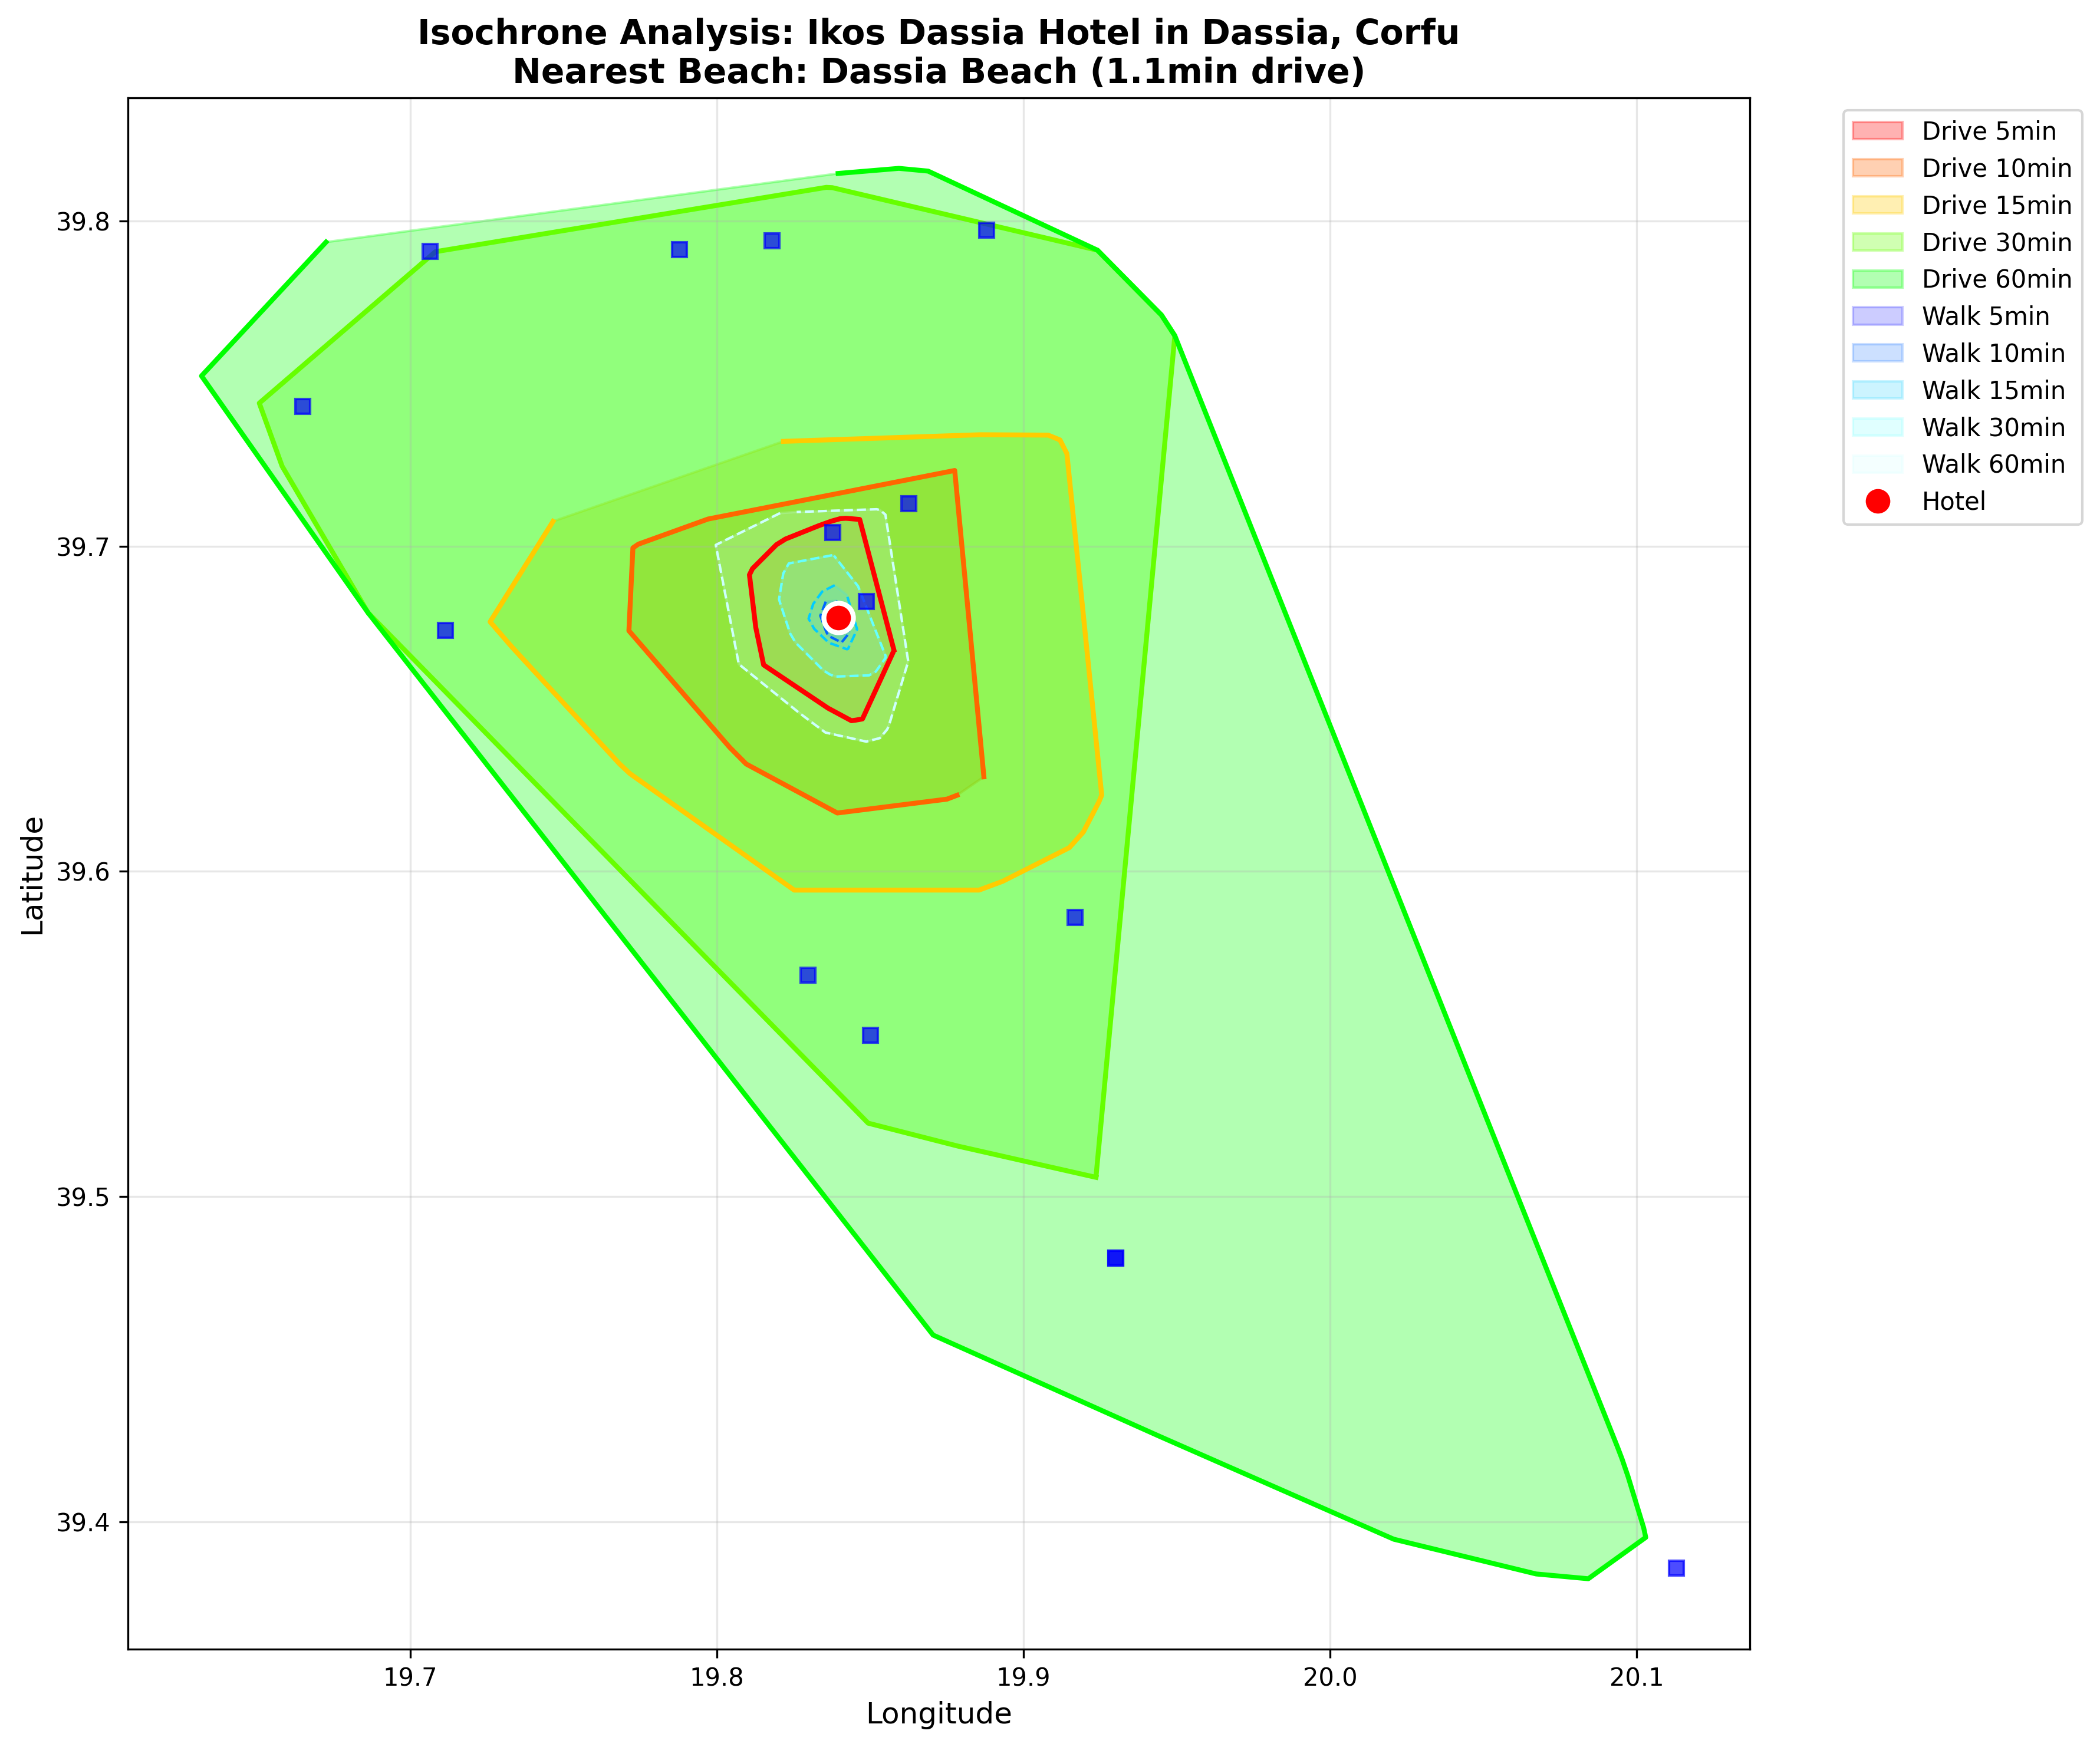 Isochrone Analysis: Ikos Dassia Hotel in Dassia, Corfu
Nearest Beach: Dassia Beach (1.1min drive)
Drive 5min
Drive 10min
Drive 15min
Drive 30min
Drive 60min
Walk 5min
Walk 10min
Walk 15min
Walk 30min
Walk 60min
Hotel
Latitude
39.8
39.7
39.6
39.5
39.4
19.7
19.8
19.9
20.0
20.1
Longitude